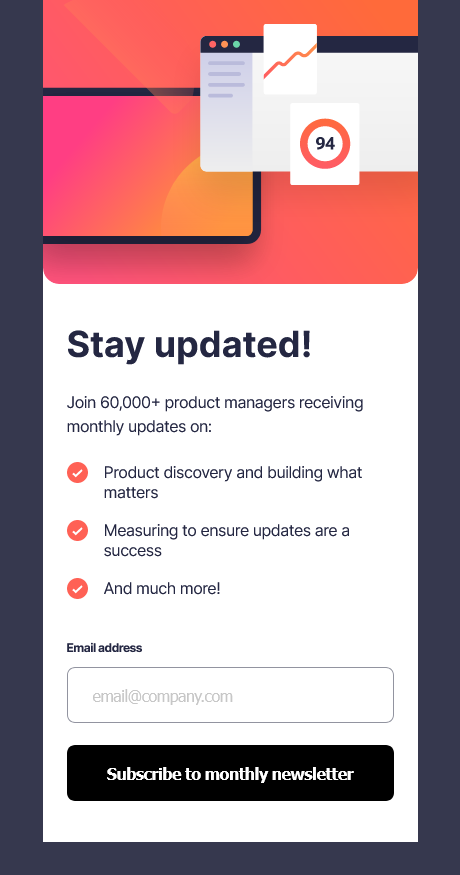 94
Stay updated!
Join 60,000+ product managers receiving
monthly updates on:
Product discovery and building what
matters
Measuring to ensure updates are a
success
And much more!
Email address
email@company.com
Subscribe to monthly newsletter